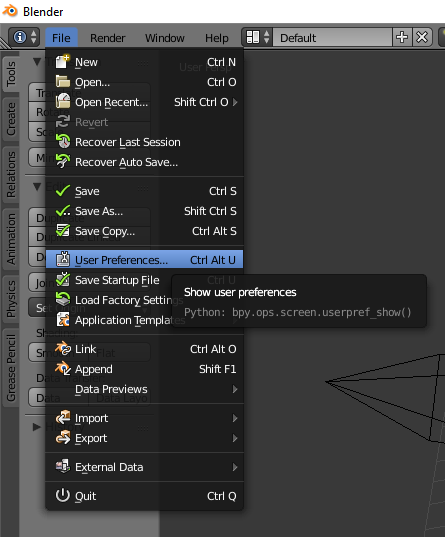 Blender
File Render Window Help Default
New Ctrl N
Open... Ctrl O
Open Recent... Shift Ctrl O
Revert
Recover Last Session
Recover Auto Save...
Save Ctrl S
Save As... Shift Ctrl S
Save Copy... Ctrl Alt S
User Preferences... Ctrl Alt U
Save Startup File Ctrl U
Load Factory Settings
Application Templates
Show user preferences
Python: bpy.ops.screen.userpref_show()
Link Ctrl Alt O
Append Shift F1
Data Previews
Import
Export
External Data
Quit Ctrl Q
Tools
Create
Relations
Animation
Physics
Grease Pencil